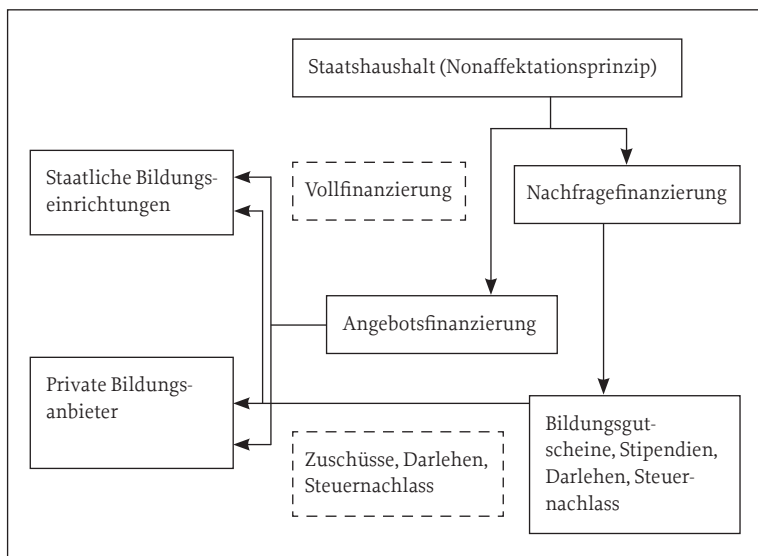 Staatshaushalt (Nonaffektationsprinzip)
Staatliche Bildungs-
einrichtungen
Vollfinanzierung
Nachfragefinanzierung
Angebotsfinanzierung
Private Bildungs-
anbieter
Zuschüsse, Darlehen,
Steuernachlass
Bildungsgut-
scheine, Stipendien,
Darlehen, Steuer-
nachlass